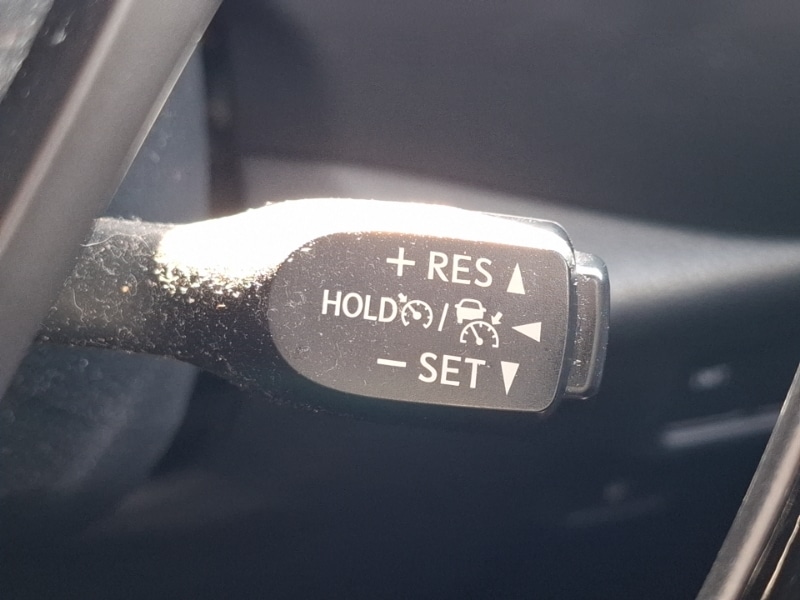 + RES
HOLD /
− SET